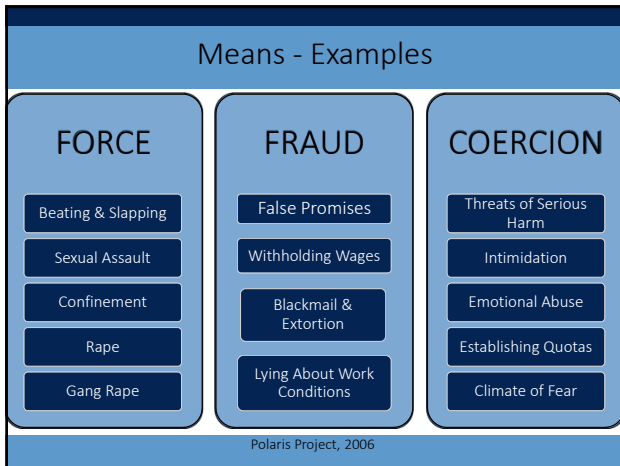 Means - Examples
FORCE
Beating & Slapping
Sexual Assault
Confinement
Rape
Gang Rape
FRAUD
False Promises
Withholding Wages
Blackmail &
Extortion
Lying About Work
Conditions
COERCION
Threats of Serious
Harm
Intimidation
Emotional Abuse
Establishing Quotas
Climate of Fear
Polaris Project, 2006